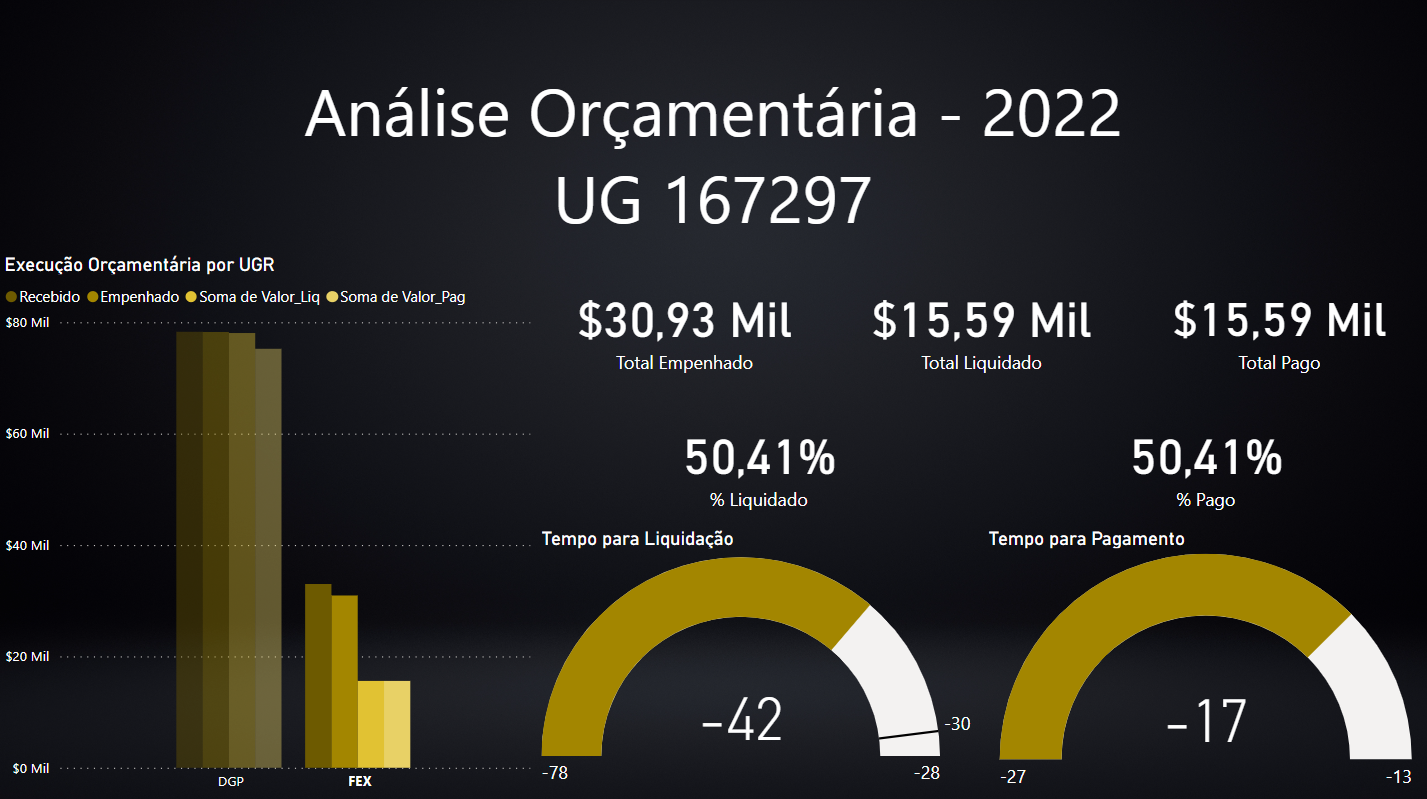 Análise Orçamentária - 2022
UG 167297
Execução Orçamentária por UGR
Recebido Empenhado Soma de Valor_Liq Soma de Valor_Pag
$80 Mil
$60 Mil
$40 Mil
$20 Mil
$0 Mil
DGP FEX
$30,93 Mil
Total Empenhado
$15,59 Mil
Total Liquidado
$15,59 Mil
Total Pago
50,41%
% Liquidado
50,41%
% Pago
Tempo para Liquidação
-42
-30
-78 -28
Tempo para Pagamento
-17
-27 -13